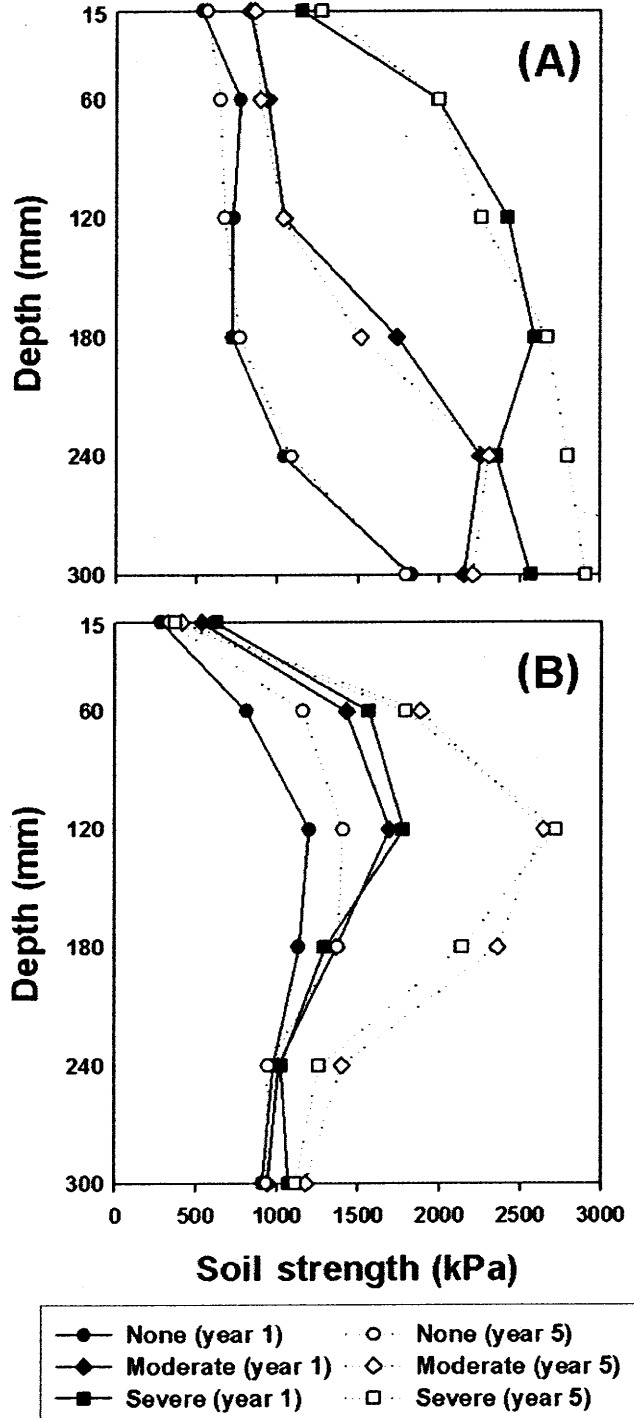 15
(A)
60
120
180
240
300
Depth (mm)
15
(B)
60
120
180
240
300
Depth (mm)
0 500 1000 1500 2000 2500 3000
Soil strength (kPa)
None (year 1) None (year 5)
Moderate (year 1) Moderate (year 5)
Severe (year 1) Severe (year 5)